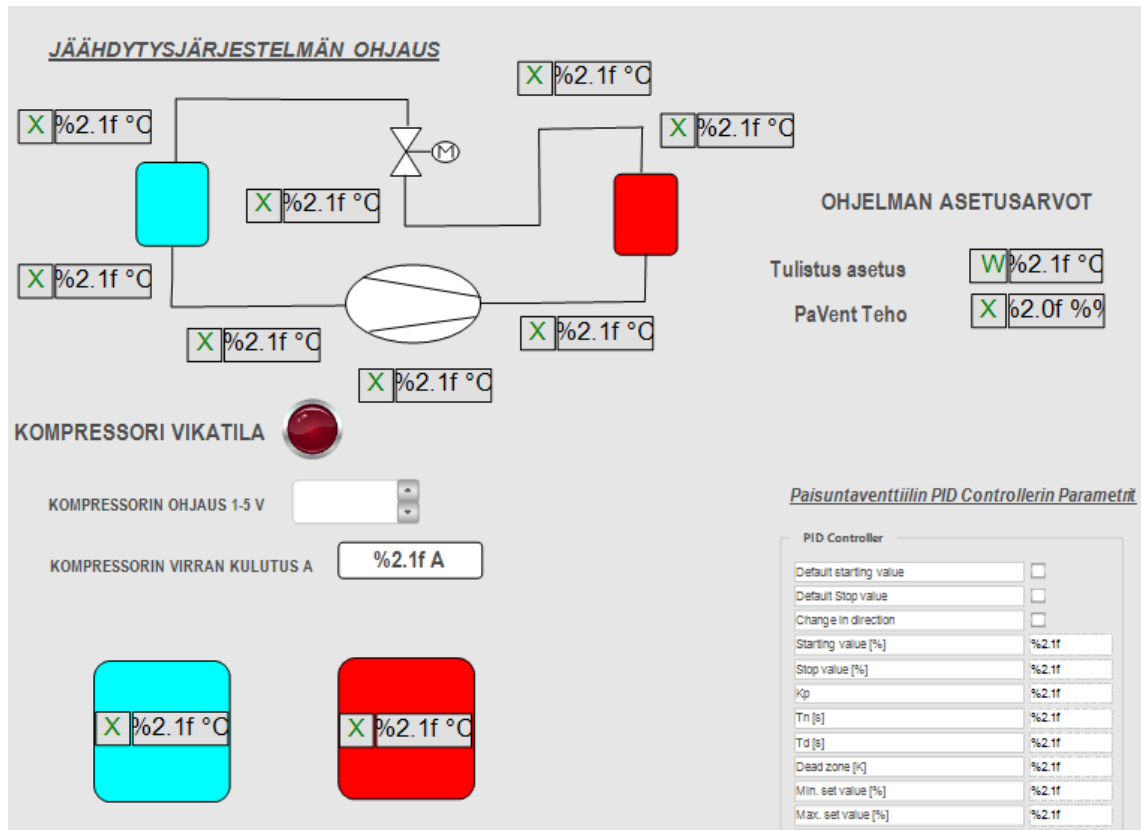 JÄÄHDYTYSJÄRJESTELMÄN OHJAUS
X %2.1f °C
X %2.1f °C
X %2.1f °C
M
X %2.1f °C
OHJELMAN ASETUSARVOT
X %2.1f °C
Tulistus asetus W %2.1f °C
PaVent Teho X %2.0f %%
X %2.1f °C
X %2.1f °C
X %2.1f °C
KOMPRESSORI VIKATILA
KOMPRESSORIN OHJAUS 1-5 V
KOMPRESSORIN VIRRAN KULUTUS A %2.1f A
X %2.1f °C
X %2.1f °C
Paisuntaventtiilin PID Controllerin Parametrit
PID Controller
Default starting value
Default Stop value
Change in direction
Starting value [%] %2.1f
Stop value [%] %2.1f
Kp %2.1f
Tn [s] %2.1f
Td [s] %2.1f
Dead zone [K] %2.1f
Min. set value [%] %2.1f
Max. set value [%] %2.1f